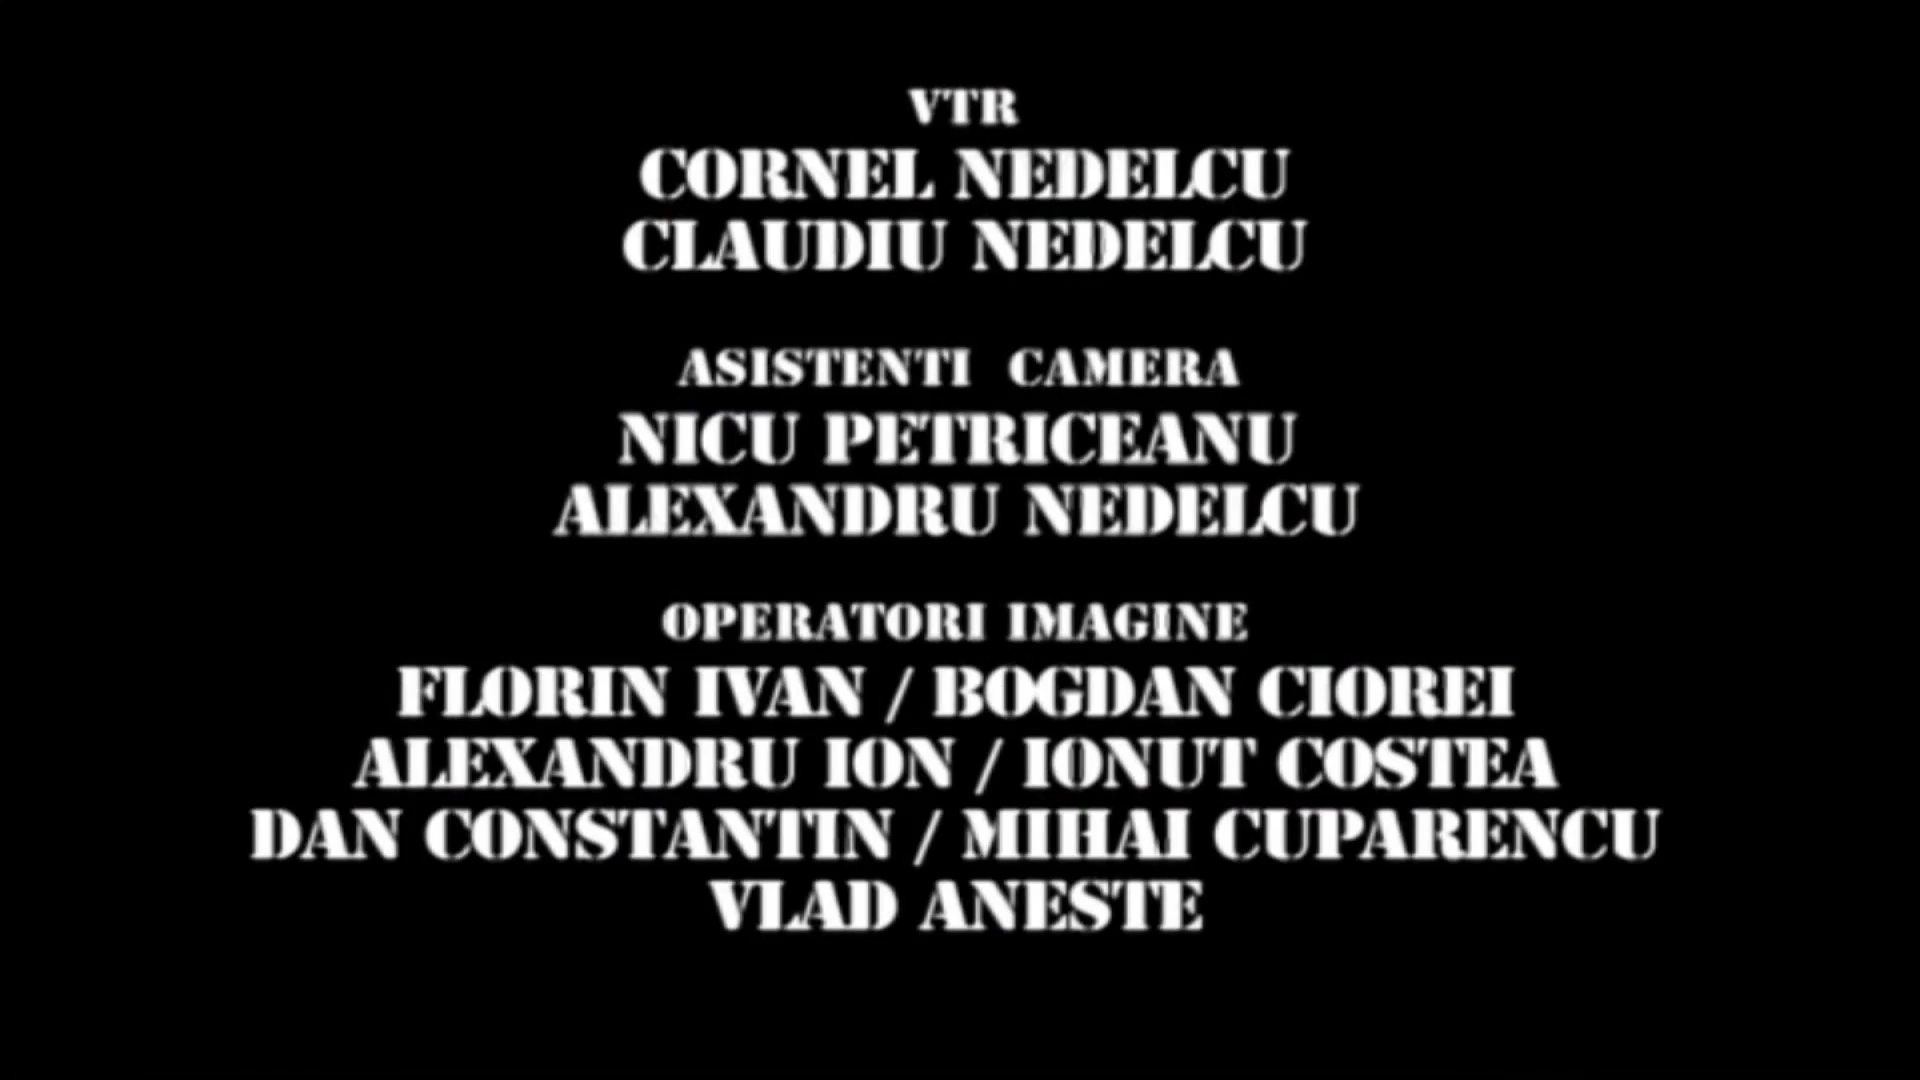 VTR
CORNEL NEDELCU
CLAUDIU NEDELCU
ASISTENTI CAMERA
NICU PETRICEANU
ALEXANDRU NEDELCU
OPERATORI IMAGINE
FLORIN IVAN / BOGDAN CIOREI
ALEXANDRU ION / IONUT COSTEA
DAN CONSTANTIN / MIHAI CUPARENCU
VLAD ANESTE